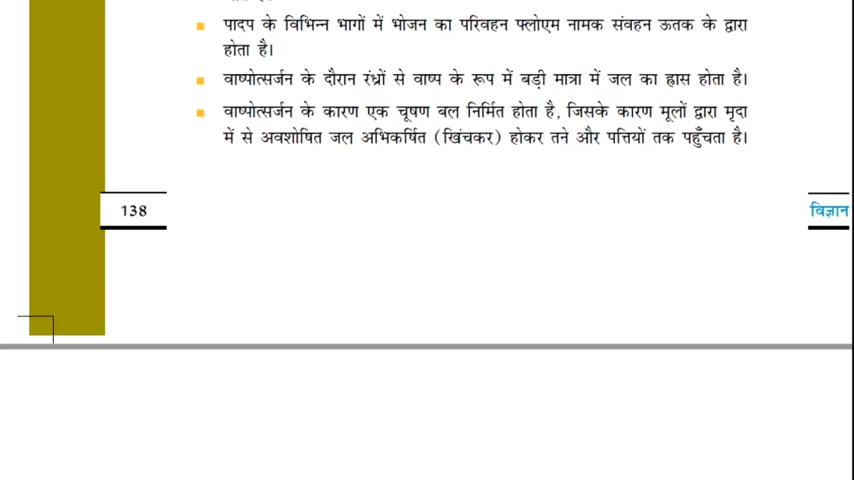 पादप के विभिन्न भागों में भोजन का परिवहन फ्लोएम नामक संवहन ऊतक के द्वारा
होता है।
वाष्पोत्सर्जन के दौरान रंध्रों से वाष्प के रूप में बड़ी मात्रा में जल का ह्रास होता है।
वाष्पोत्सर्जन के कारण एक चूषण बल निर्मित होता है, जिसके कारण मूलों द्वारा मृदा
में से अवशोषित जल अभिकर्षित (खिंचकर) होकर तने और पत्तियों तक पहुँचता है।
138
विज्ञान